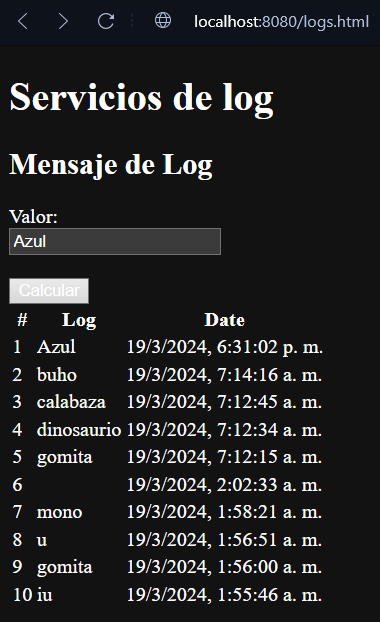 localhost:8080/logs.html
Servicios de log
Mensaje de Log
Valor:
Azul
Calcular
# Log Date
1 Azul 19/3/2024, 6:31:02 p. m.
2 buho 19/3/2024, 7:14:16 a. m.
3 calabaza 19/3/2024, 7:12:45 a. m.
4 dinosaurio 19/3/2024, 7:12:34 a. m.
5 gomita 19/3/2024, 7:12:15 a. m.
6 19/3/2024, 2:02:33 a. m.
7 mono 19/3/2024, 1:58:21 a. m.
8 u 19/3/2024, 1:56:51 a. m.
9 gomita 19/3/2024, 1:56:00 a. m.
10 iu 19/3/2024, 1:55:46 a. m.